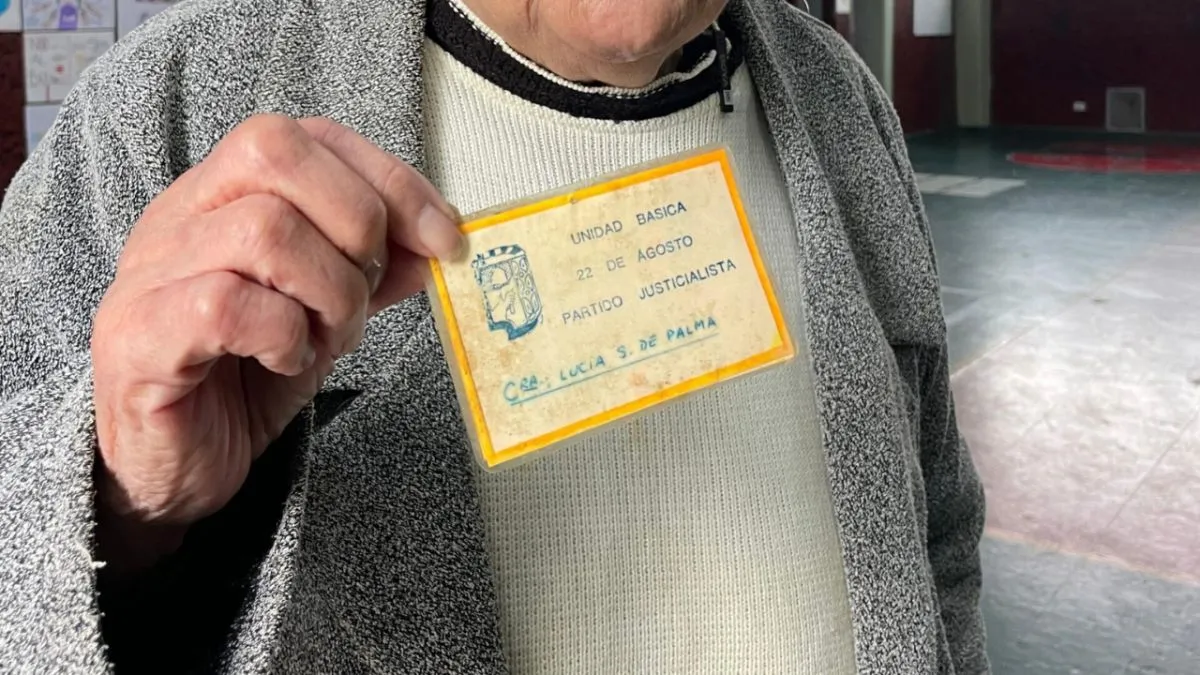 UNIDAD BASICA
22 DE AGOSTO
PARTIDO JUSTICIALISTA
CRA.: LUCIA S. DE PALMA